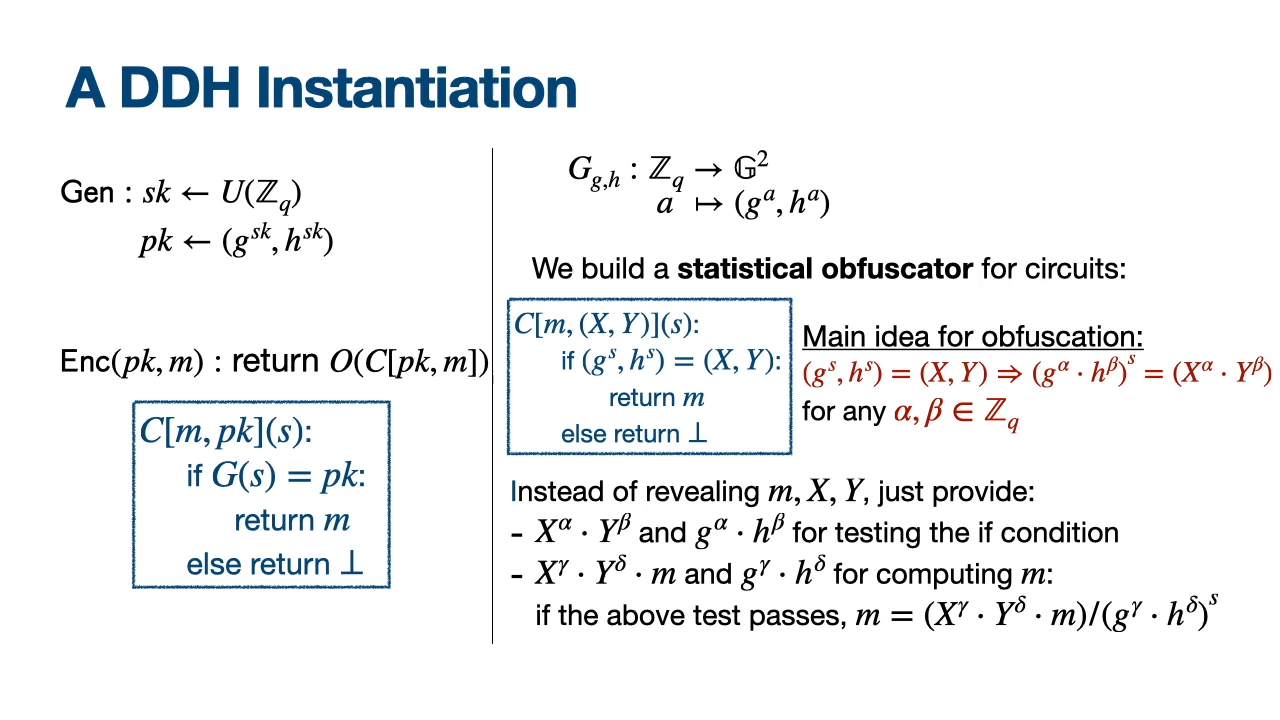 A DDH Instantiation
Gen : sk ← U(ℤ_q)
pk ← (g^{sk}, h^{sk})
Enc(pk, m) : return O(C[pk, m])
C[m, pk](s):
if G(s) = pk:
return m
else return ⊥
G_{g,h} : ℤ_q → 𝔾²
a ↦ (g^a, h^a)
We build a statistical obfuscator for circuits:
C[m, (X, Y)](s):
if (g^s, h^s) = (X, Y):
return m
else return ⊥
Main idea for obfuscation:
(g^s, h^s) = (X, Y) ⇒ (g^α · h^β)^s = (X^α · Y^β)
for any α, β ∈ ℤ_q
Instead of revealing m, X, Y, just provide:
- X^α · Y^β and g^α · h^β for testing the if condition
- X^γ · Y^δ · m and g^γ · h^δ for computing m:
if the above test passes, m = (X^γ · Y^δ · m)/(g^γ · h^δ)^s